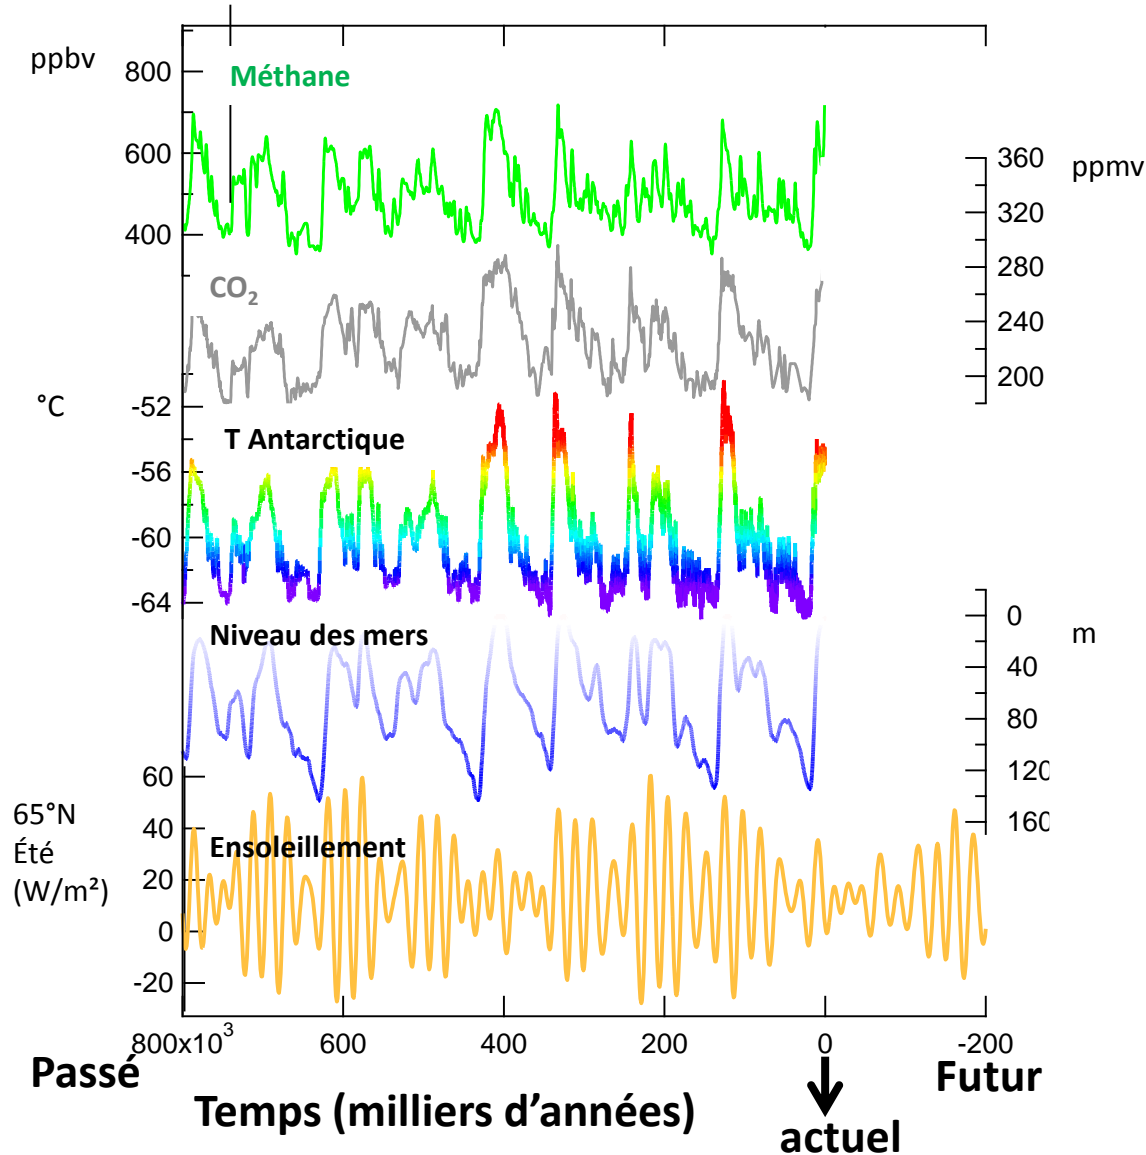 ppbv
800
Méthane
600
400
360
ppmv
320
280
240
200
CO₂
°C
-52
T Antarctique
-56
-60
-64
Niveau des mers
0
m
40
80
120
160
65°N
Été
(W/m²)
60
40
Ensoleillement
20
0
-20
800x10³
600
400
200
0
-200
Passé
Futur
Temps (milliers d’années)
actuel